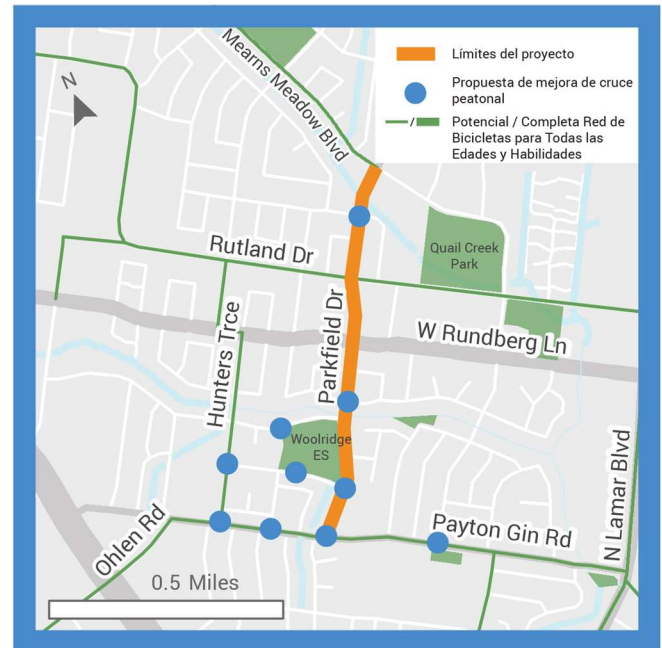 Límites del proyecto
Propuesta de mejora de cruce
peatonal
Potencial / Completa Red de
Bicicletas para Todas las
Edades y Habilidades
N
Mearns Meadow Blvd
Rutland Dr
Quail Creek
Park
W Rundberg Ln
Hunters Trce
Parkfield Dr
Woolridge
ES
N Lamar Blvd
Ohlen Rd
Payton Gin Rd
0.5 Miles